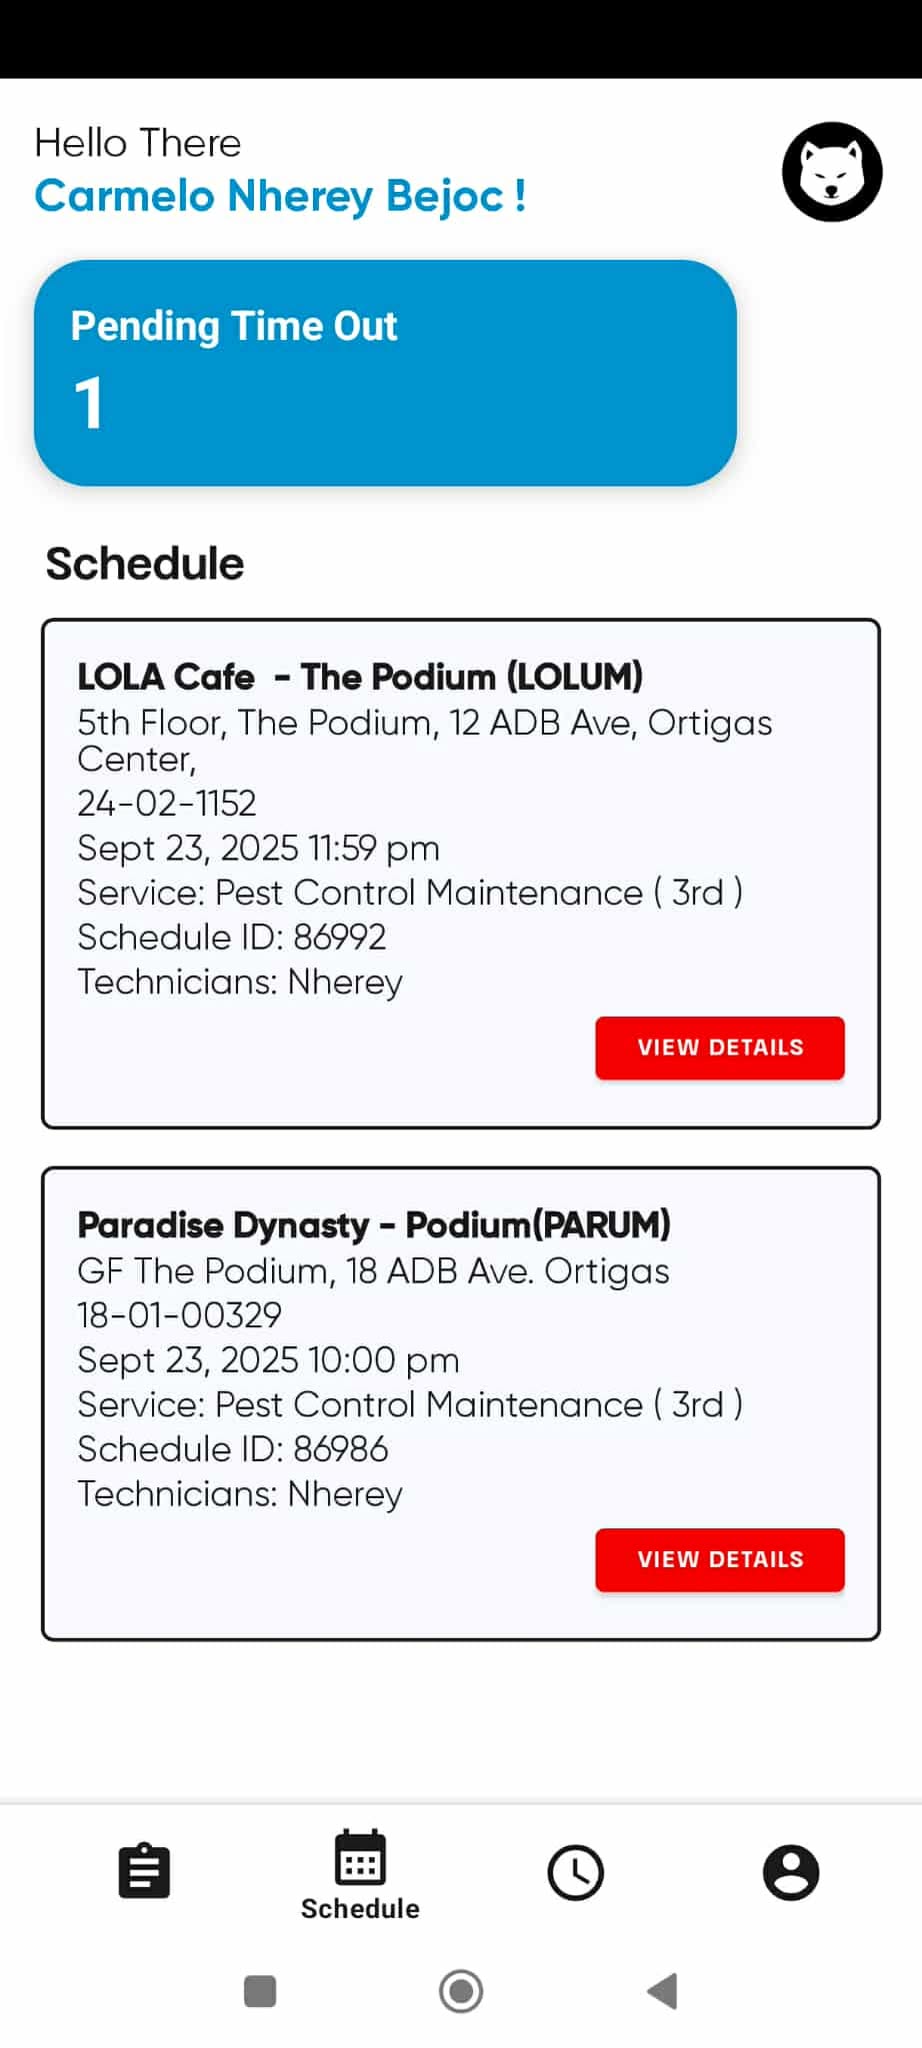 Hello There
Carmelo Nherey Bejoc !
Pending Time Out
1
Schedule
LOLA Cafe  - The Podium (LOLUM)
5th Floor, The Podium, 12 ADB Ave, Ortigas
Center,
24-02-1152
Sept 23, 2025 11:59 pm
Service: Pest Control Maintenance ( 3rd )
Schedule ID: 86992
Technicians: Nherey
VIEW DETAILS
Paradise Dynasty - Podium(PARUM)
GF The Podium, 18 ADB Ave. Ortigas
18-01-00329
Sept 23, 2025 10:00 pm
Service: Pest Control Maintenance ( 3rd )
Schedule ID: 86986
Technicians: Nherey
VIEW DETAILS
Schedule